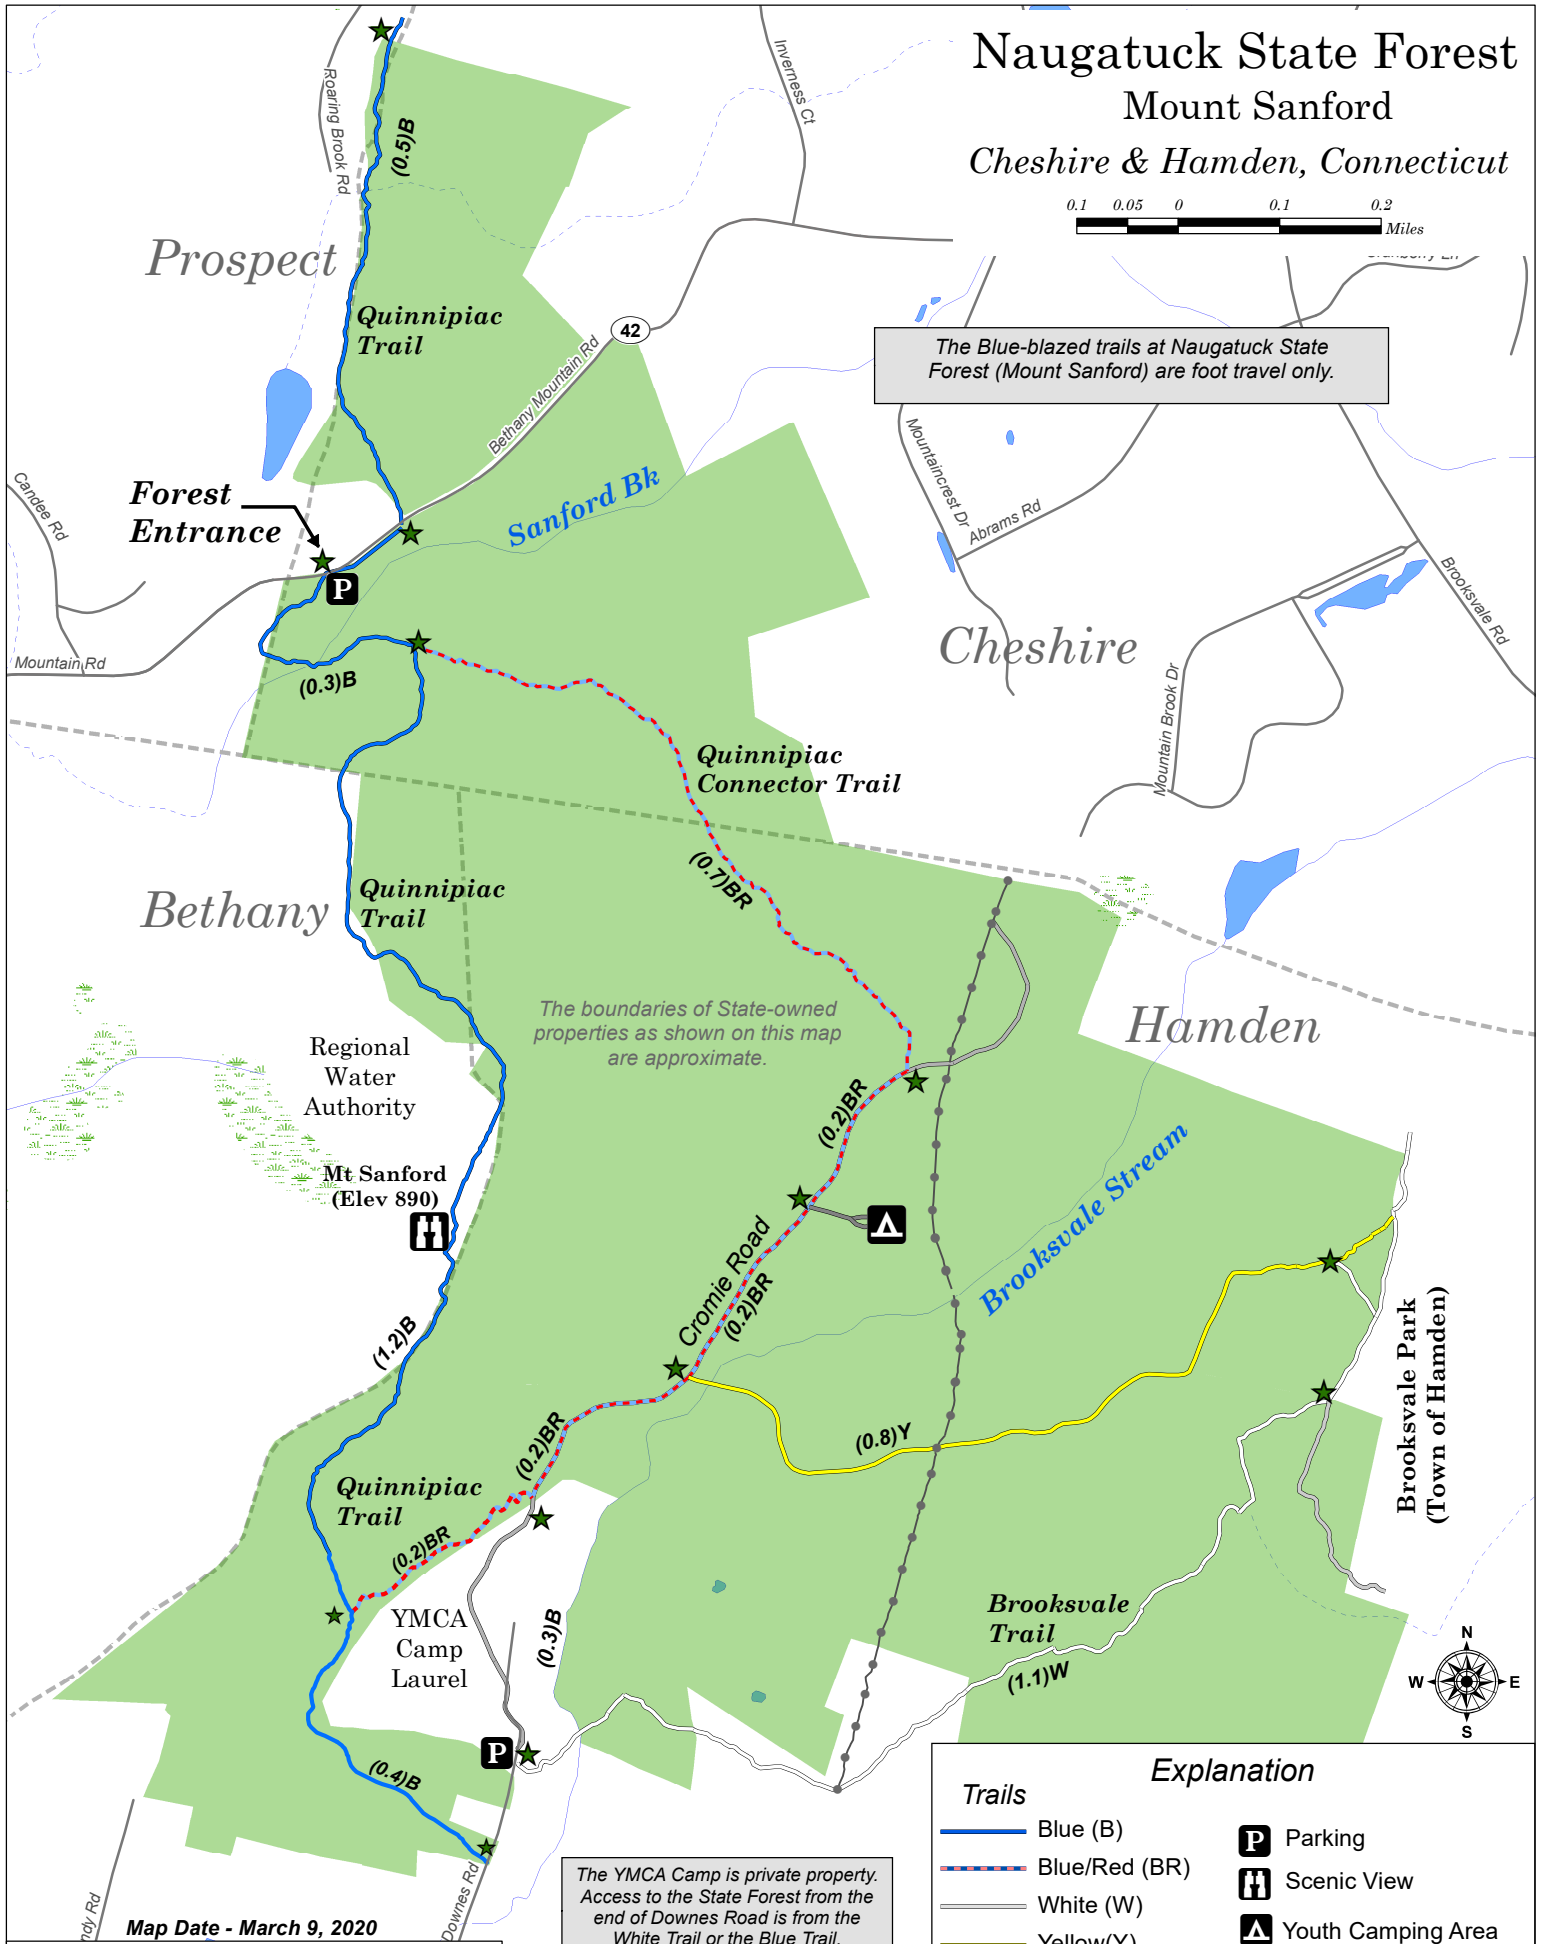 Naugatuck State Forest
Mount Sanford
Cheshire & Hamden, Connecticut
0.1 0.05 0 0.1 0.2
Miles
Inverness Ct
Roaring Brook Rd
(0.5)B
Prospect
Quinnipiac
Trail
42
Bethany Mountain Rd
The Blue-blazed trails at Naugatuck State
Forest (Mount Sanford) are foot travel only.
Mountaincrest Dr
Abrams Rd
Brooksvale Rd
Candee Rd
Forest
Entrance
Sanford Bk
P
Mountain Rd
(0.3)B
Cheshire
Mountain Brook Dr
Quinnipiac
Connector Trail
(0.7)BR
Bethany
Quinnipiac
Trail
The boundaries of State-owned
properties as shown on this map
are approximate.
Hamden
Regional
Water
Authority
(0.2)BR
Mt Sanford
(Elev 890)
Brooksvale Stream
Cromie Road
(0.2)BR
(1.2)B
Brooksvale Park
(Town of Hamden)
(0.8)Y
(0.2)BR
Quinnipiac
Trail
(0.2)BR
YMCA
Camp
Laurel
(0.3)B
Brooksvale
Trail
(1.1)W
N
W E
S
P
(0.4)B
Downes Rd
ndy Rd
Map Date - March 9, 2020
The YMCA Camp is private property.
Access to the State Forest from the
end of Downes Road is from the
White Trail or the Blue Trail.
Explanation
Trails
Blue (B)
Blue/Red (BR)
White (W)
Yellow(Y)
P Parking
Scenic View
Youth Camping Area